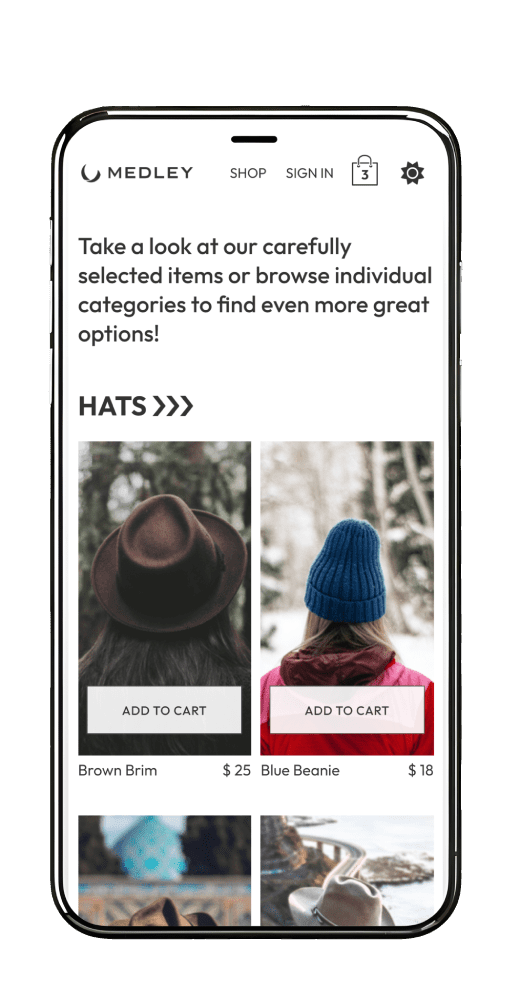 MEDLEY SHOP SIGN IN 3
Take a look at our carefully
selected items or browse individual
categories to find even more great
options!
HATS
ADD TO CART ADD TO CART
Brown Brim $ 25 Blue Beanie $ 18